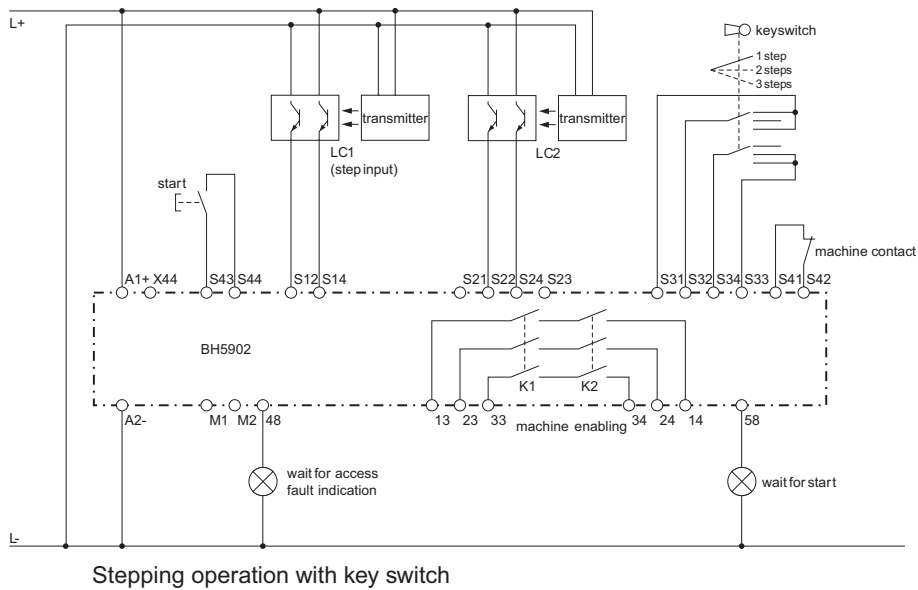 L+
keyswitch
1 step
2 steps
3 steps
transmitter
transmitter
LC1
(step input)
LC2
start
machine contact
A1+ X44 S43 S44 S12 S14 S21 S22 S24 S23 S31 S32 S34 S33 S41 S42
BH5902
K1 K2
A2- M1 M2 48 13 23 33 machine enabling 34 24 14 58
wait for access
fault indication
wait for start
L-
Stepping operation with key switch